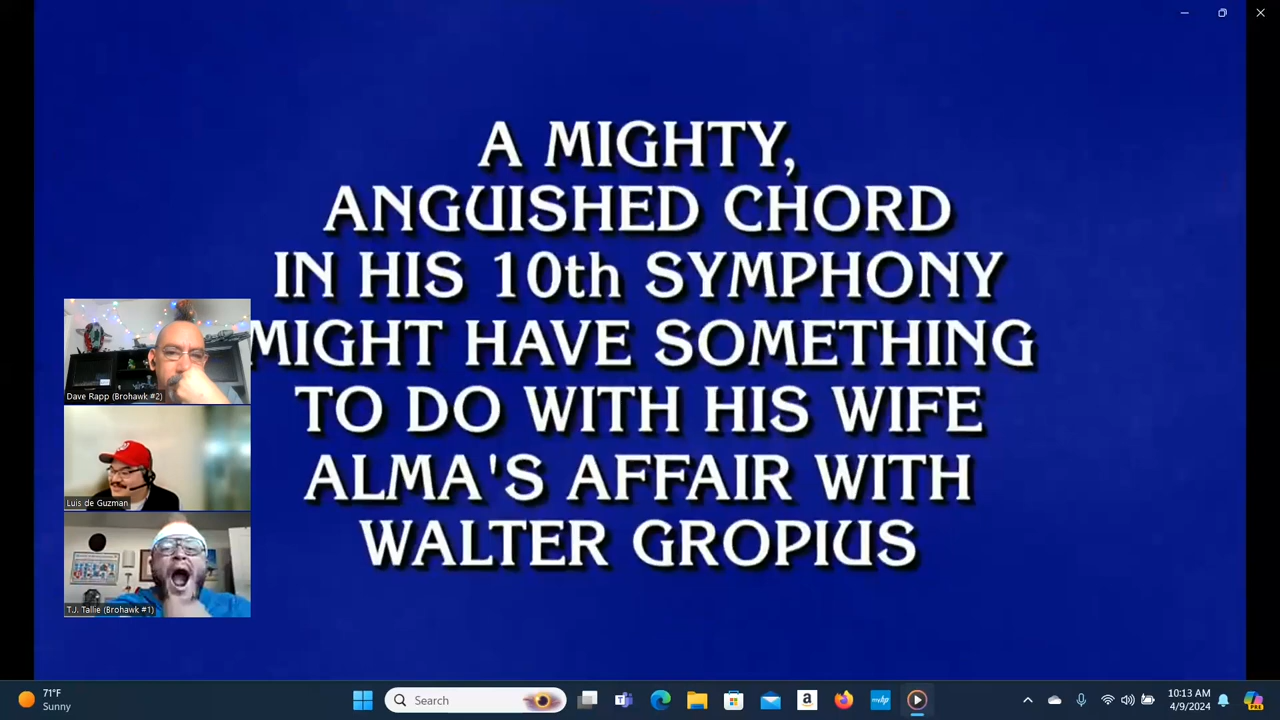 A MIGHTY,
ANGUISHED CHORD
IN HIS 10th SYMPHONY
MIGHT HAVE SOMETHING
TO DO WITH HIS WIFE
ALMA'S AFFAIR WITH
WALTER GROPIUS
Dave Rapp (Brohawk #2)
Luis de Guzman
T.J. Tallie (Brohawk #1)
71°F
Sunny
Search
a
myhp
10:13 AM
4/9/2024
PRE